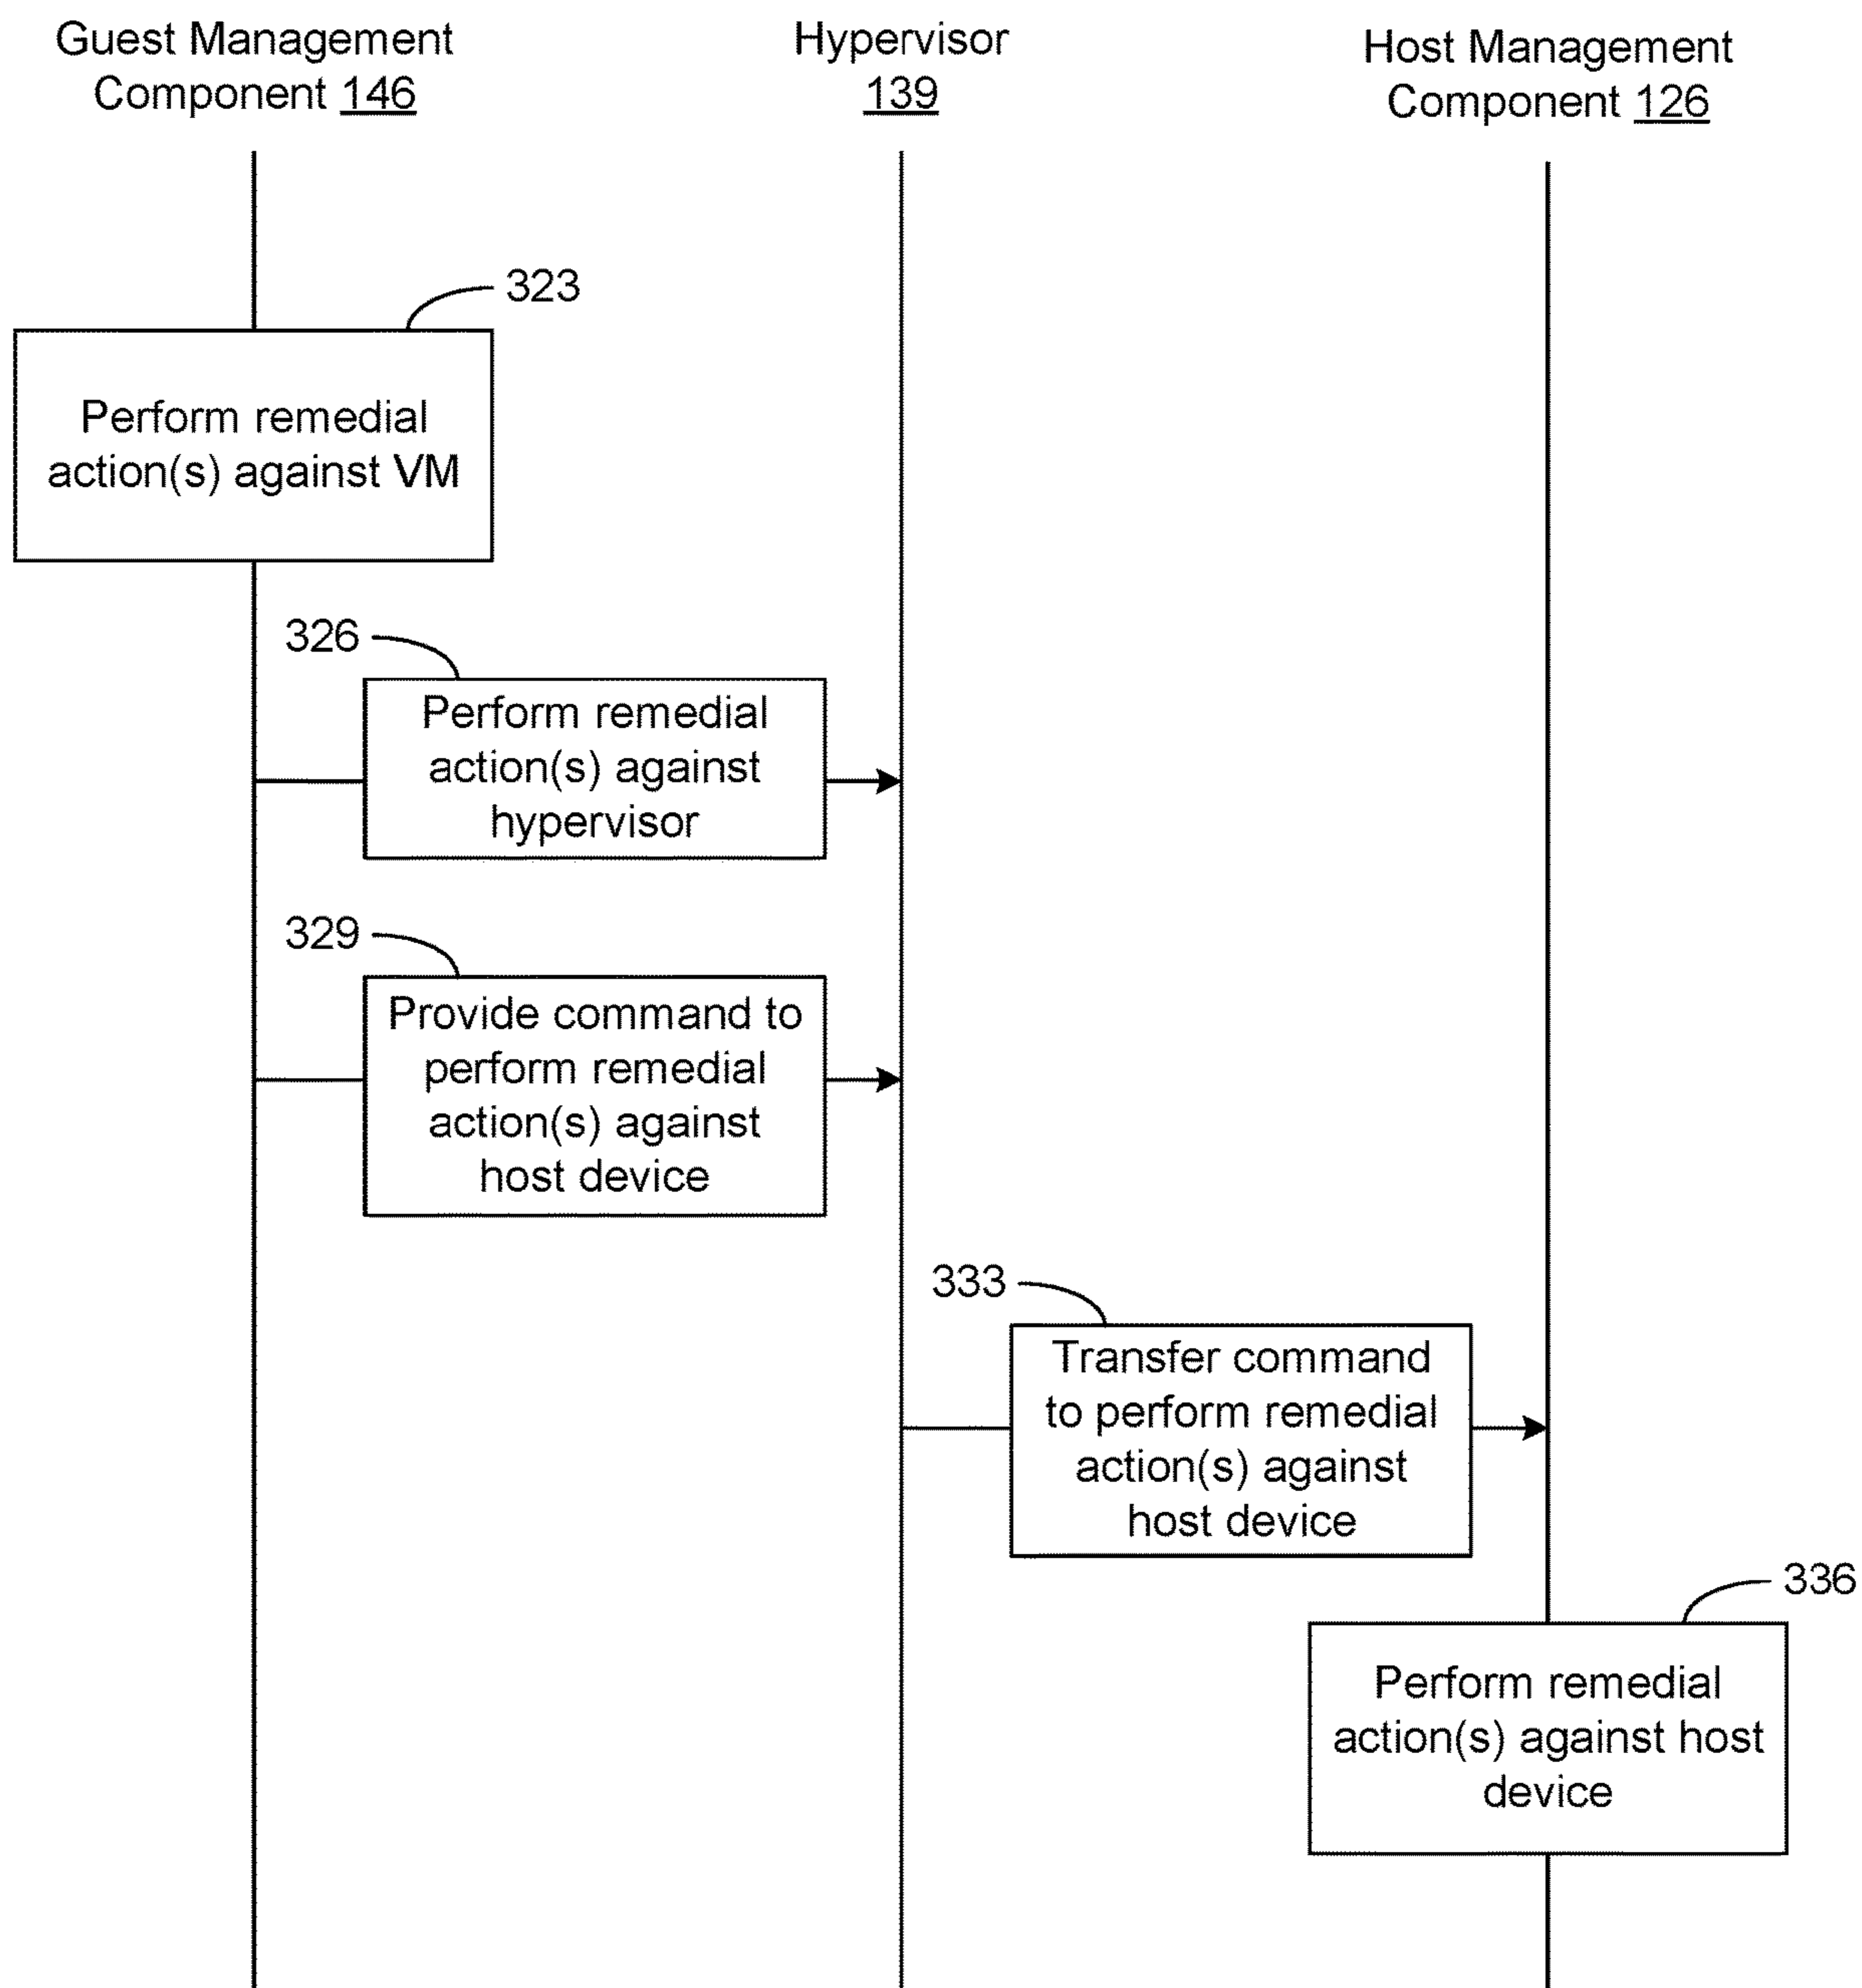 Guest Management
Component 146
Hypervisor
139
Host Management
Component 126
323
Perform remedial
action(s) against VM
326
Perform remedial
action(s) against
hypervisor
329
Provide command to
perform remedial
action(s) against
host device
333
Transfer command
to perform remedial
action(s) against
host device
336
Perform remedial
action(s) against host
device